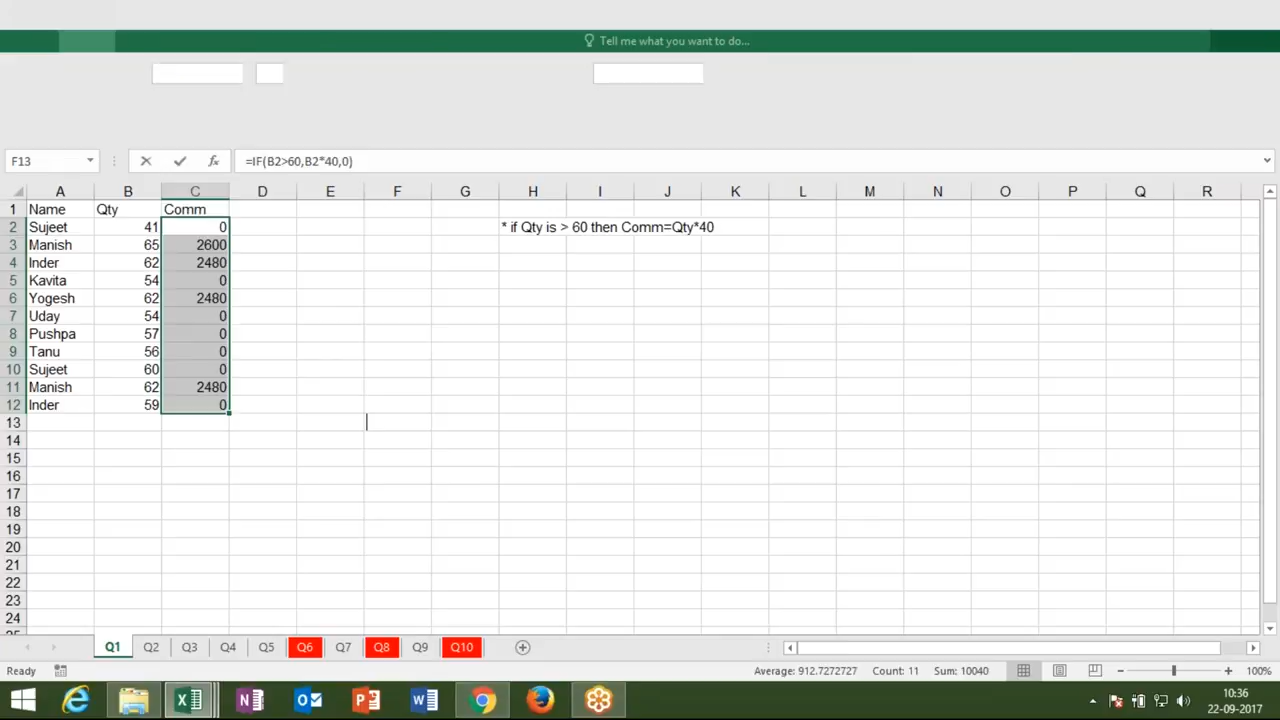 Tell me what you want to do...
F13 =IF(B2>60,B2*40,0)
A B C D E F G H I J K L M N O P Q R
1 Name Qty Comm
2 Sujeet 41 0 * if Qty is > 60 then Comm=Qty*40
3 Manish 65 2600
4 Inder 62 2480
5 Kavita 54 0
6 Yogesh 62 2480
7 Uday 54 0
8 Pushpa 57 0
9 Tanu 56 0
10 Sujeet 60 0
11 Manish 62 2480
12 Inder 59 0
13
14
15
16
17
18
19
20
21
22
23
24
Q1 Q2 Q3 Q4 Q5 Q6 Q7 Q8 Q9 Q10
Ready Average: 912.7272727 Count: 11 Sum: 10040 100%
10:36
22-09-2017